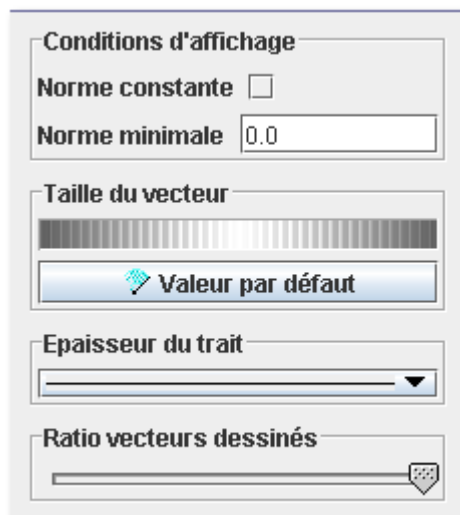 Conditions d'affichage
Norme constante
Norme minimale 0.0
Taille du vecteur
Valeur par défaut
Epaisseur du trait
Ratio vecteurs dessinés